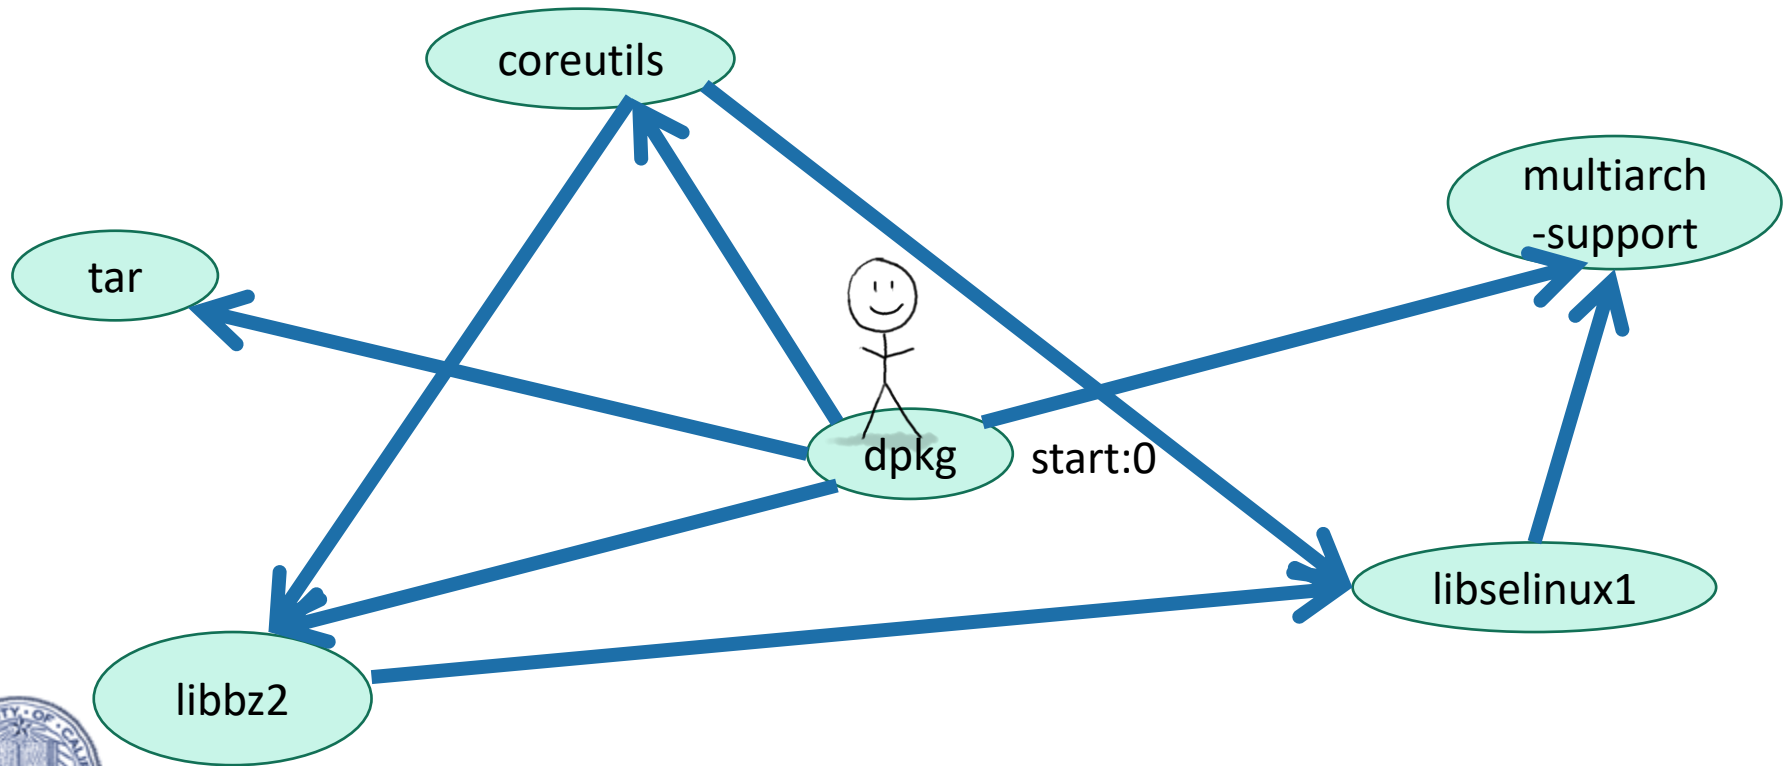 coreutils
multiarch
-support
tar
dpkg
start:0
libselinux1
libbz2